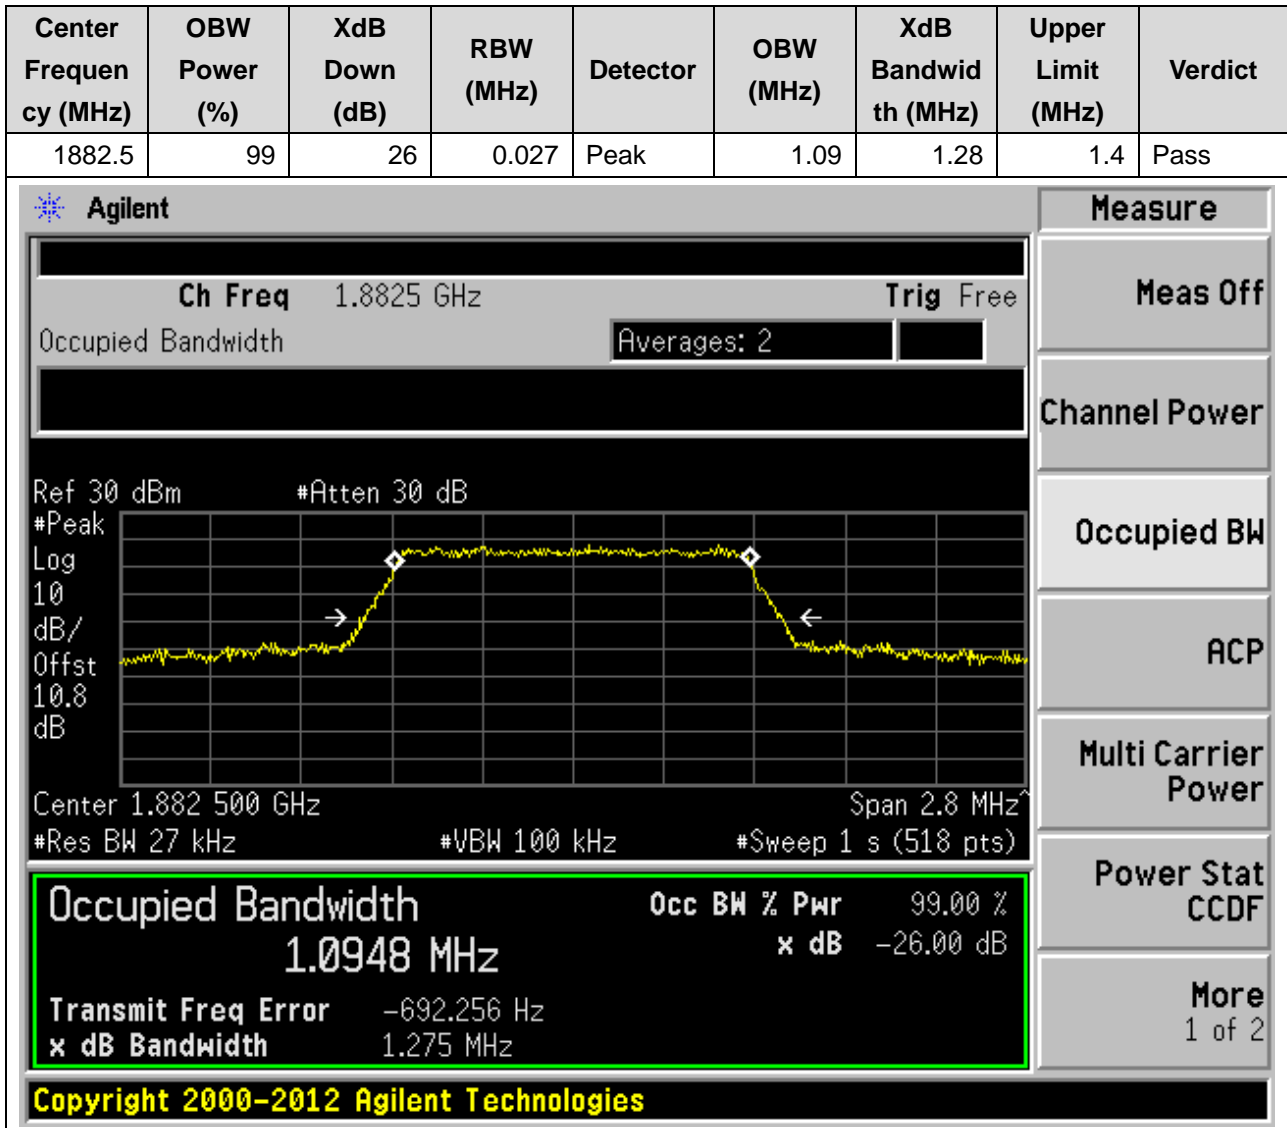 Center Frequen cy (MHz) OBW Power (%) XdB Down (dB) RBW (MHz) Detector OBW (MHz) XdB Bandwid th (MHz) Upper Limit (MHz) Verdict
1882.5 99 26 0.027 Peak 1.09 1.28 1.4 Pass
Agilent
Ch Freq 1.8825 GHz Trig Free
Occupied Bandwidth Averages: 2
Ref 30 dBm #Atten 30 dB
#Peak
Log
10
dB/
Offst
10.8
dB
Center 1.882 500 GHz Span 2.8 MHz^
#Res BW 27 kHz #VBW 100 kHz #Sweep 1 s (518 pts)
Occupied Bandwidth Occ BW % Pwr 99.00 %
1.0948 MHz x dB -26.00 dB
Transmit Freq Error -692.256 Hz
x dB Bandwidth 1.275 MHz
Copyright 2000-2012 Agilent Technologies
Measure
Meas Off
Channel Power
Occupied BW
ACP
Multi Carrier
Power
Power Stat
CCDF
More
1 of 2